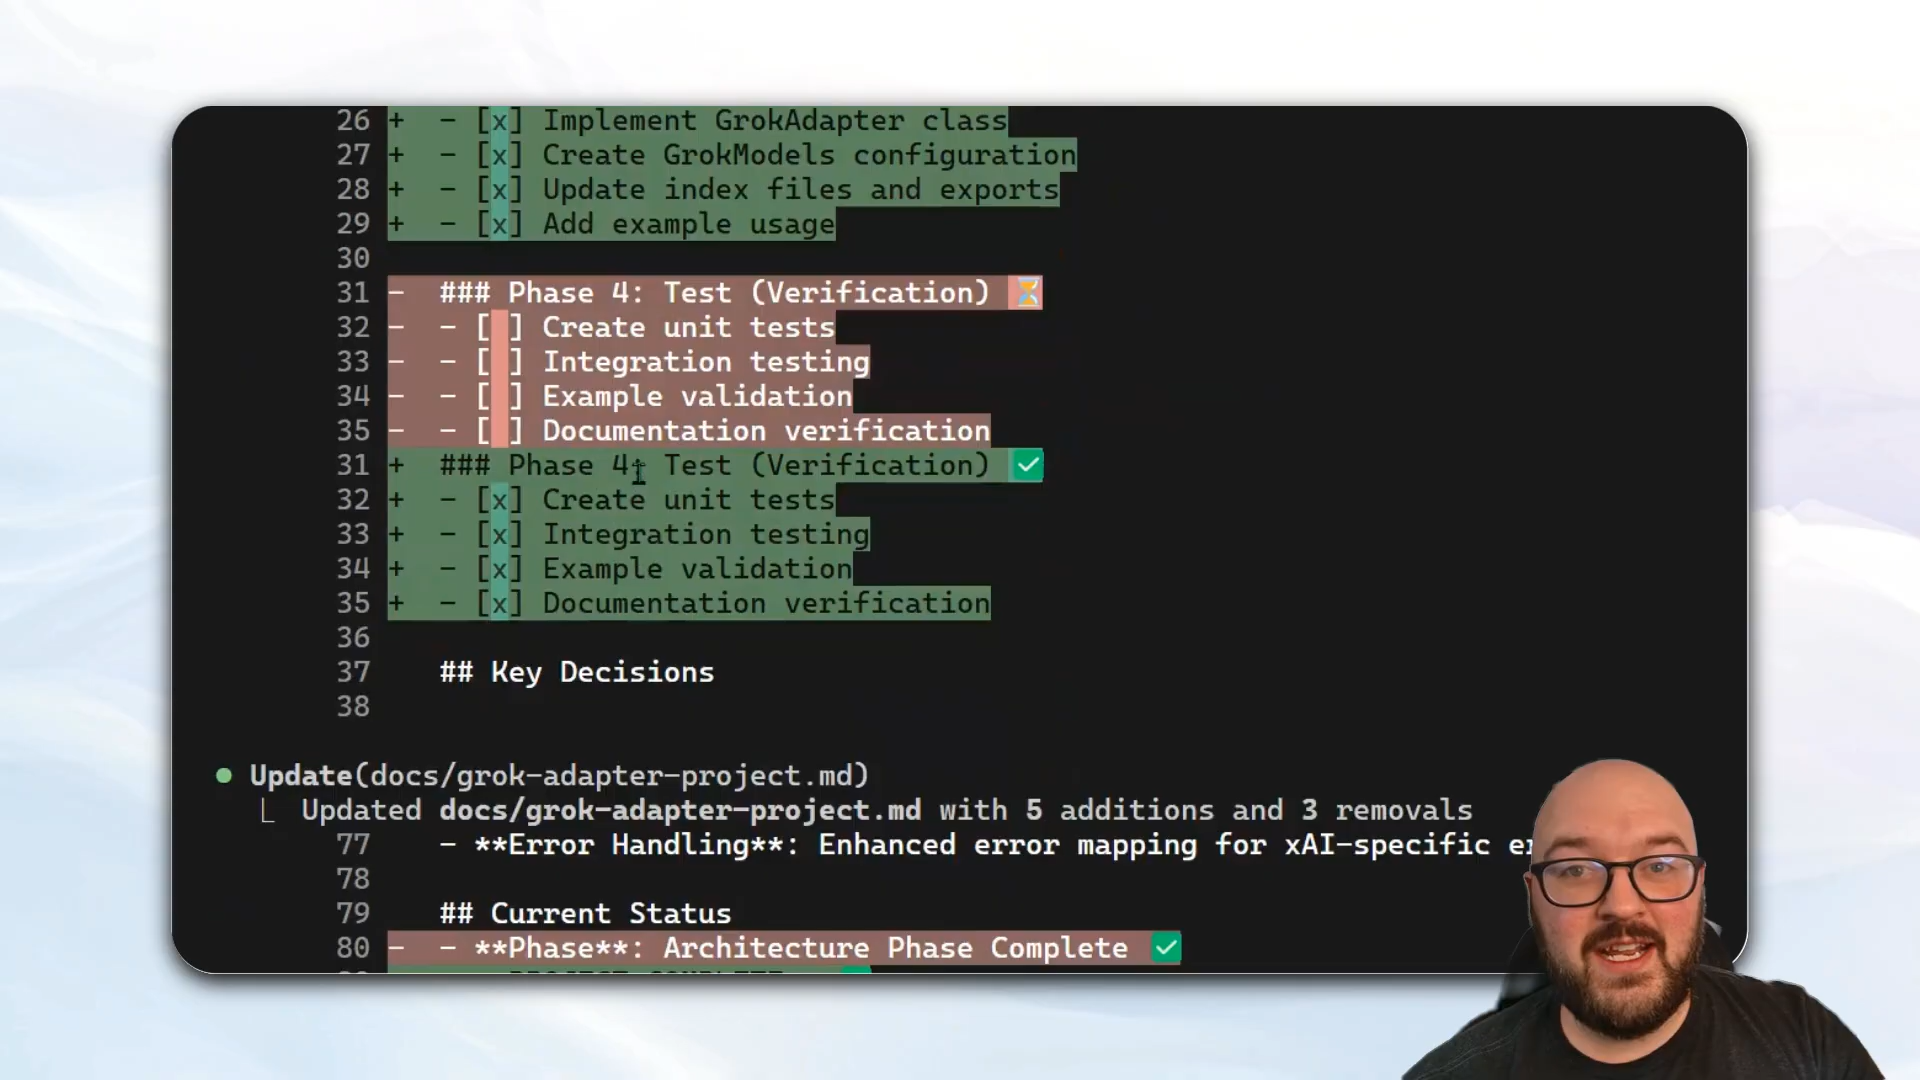 26 + - [x] Implement GrokAdapter class
27 + - [x] Create GrokModels configuration
28 + - [x] Update index files and exports
29 + - [x] Add example usage
30
31 - ### Phase 4: Test (Verification) ⏳
32 - - [ ] Create unit tests
33 - - [ ] Integration testing
34 - - [ ] Example validation
35 - - [ ] Documentation verification
31 + ### Phase 4: Test (Verification) ✅
32 + - [x] Create unit tests
33 + - [x] Integration testing
34 + - [x] Example validation
35 + - [x] Documentation verification
36
37 ## Key Decisions
38
● Update(docs/grok-adapter-project.md)
⎿ Updated docs/grok-adapter-project.md with 5 additions and 3 removals
77 - **Error Handling**: Enhanced error mapping for xAI-specific
78
79 ## Current Status
80 - - **Phase**: Architecture Phase Complete ✅